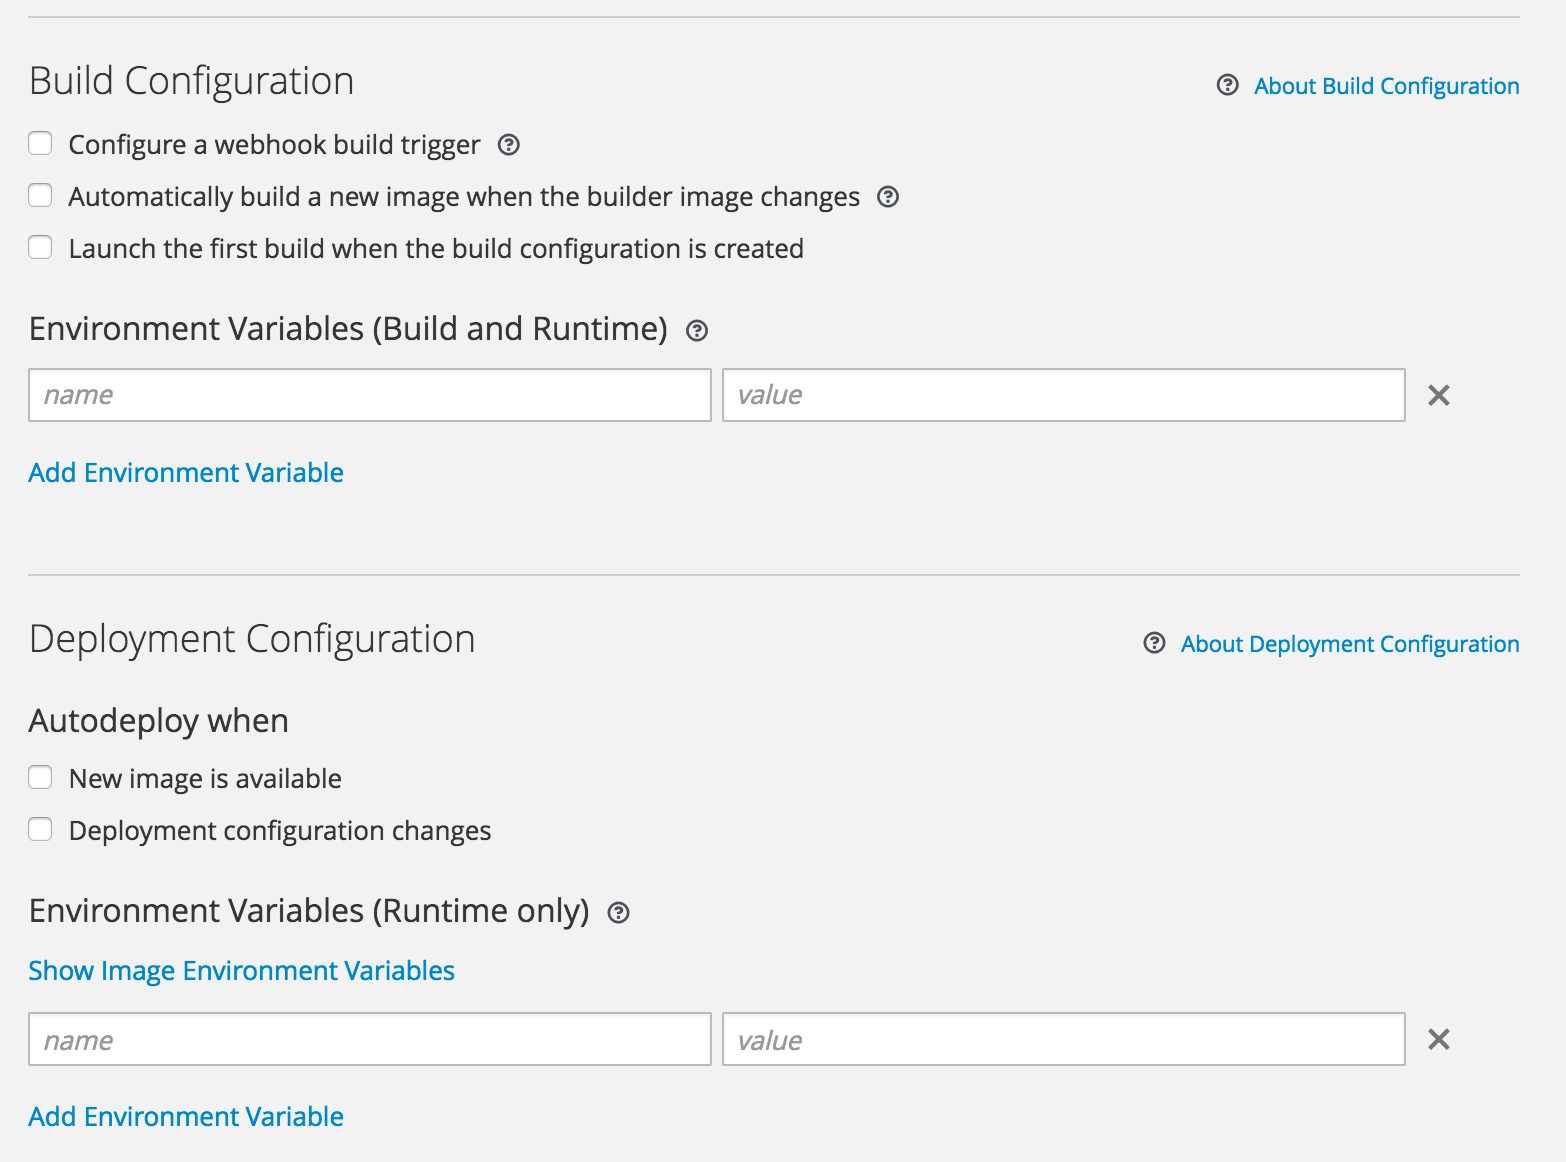 Build Configuration
About Build Configuration
Configure a webhook build trigger
Automatically build a new image when the builder image changes
Launch the first build when the build configuration is created
Environment Variables (Build and Runtime)
name value
Add Environment Variable
Deployment Configuration
About Deployment Configuration
Autodeploy when
New image is available
Deployment configuration changes
Environment Variables (Runtime only)
Show Image Environment Variables
name value
Add Environment Variable